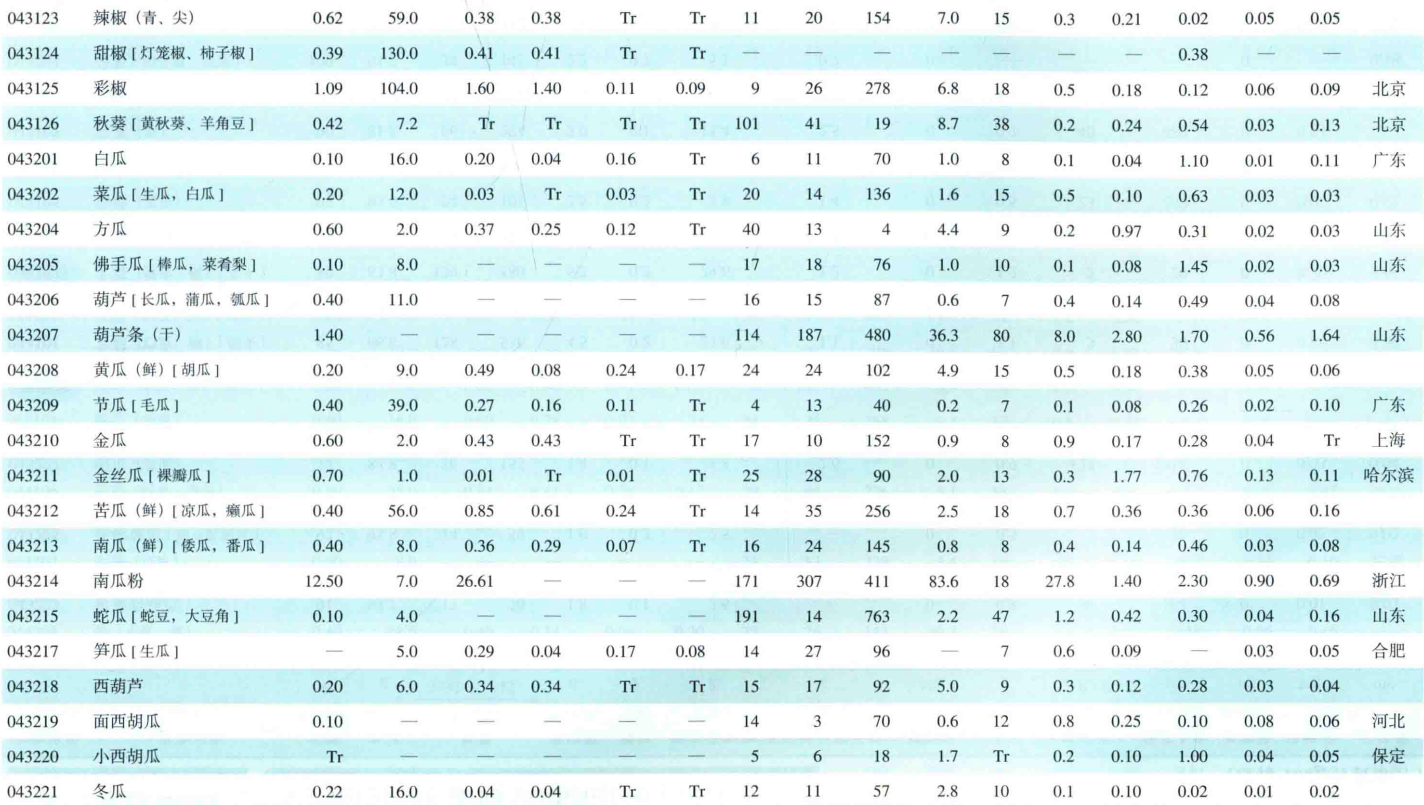 043123 辣椒（青、尖） 0.62 59.0 0.38 0.38 Tr Tr 11 20 154 7.0 15 0.3 0.21 0.02 0.05 0.05
043124 甜椒[灯笼椒、柿子椒] 0.39 130.0 0.41 0.41 Tr Tr — — — — — — — 0.38 — —
043125 彩椒 1.09 104.0 1.60 1.40 0.11 0.09 9 26 278 6.8 18 0.5 0.18 0.12 0.06 0.09 北京
043126 秋葵[黄秋葵、羊角豆] 0.42 7.2 Tr Tr Tr Tr 101 41 19 8.7 38 0.2 0.24 0.54 0.03 0.13 北京
043201 白瓜 0.10 16.0 0.20 0.04 0.16 Tr 6 11 70 1.0 8 0.1 0.04 1.10 0.01 0.11 广东
043202 菜瓜[生瓜，白瓜] 0.20 12.0 0.03 Tr 0.03 Tr 20 14 136 1.6 15 0.5 0.10 0.63 0.03 0.03
043204 方瓜 0.60 2.0 0.37 0.25 0.12 Tr 40 13 4 4.4 9 0.2 0.97 0.31 0.02 0.03 山东
043205 佛手瓜[棒瓜，菜肴梨] 0.10 8.0 — — — — 17 18 76 1.0 10 0.1 0.08 1.45 0.02 0.03 山东
043206 葫芦[长瓜，蒲瓜，瓠瓜] 0.40 11.0 — — — — 16 15 87 0.6 7 0.4 0.14 0.49 0.04 0.08
043207 葫芦条（干） 1.40 — — — — — 114 187 480 36.5 80 8.0 2.80 1.70 0.56 1.64 山东
043208 黄瓜（鲜）[胡瓜] 0.20 9.0 0.49 0.08 0.24 0.17 24 24 102 4.9 15 0.5 0.18 0.38 0.05 0.06
043209 节瓜[毛瓜] 0.40 39.0 0.27 0.16 0.11 Tr 4 13 40 0.2 7 0.1 0.08 0.26 0.02 0.10 广东
043210 金瓜 0.60 2.0 0.43 0.43 Tr Tr 17 10 152 0.9 8 0.9 0.17 0.28 0.04 Tr 上海
043211 金丝瓜[裸瓣瓜] 0.70 1.0 0.01 Tr 0.01 Tr 25 28 90 2.0 13 0.3 1.77 0.76 0.13 0.11 哈尔滨
043212 苦瓜（鲜）[凉瓜，癞瓜] 0.40 56.0 0.85 0.61 0.24 Tr 14 35 256 2.5 18 0.7 0.36 0.36 0.06 0.16
043213 南瓜（鲜）[倭瓜，番瓜] 0.40 8.0 0.36 0.29 0.07 Tr 16 24 145 0.8 8 0.4 0.14 0.46 0.03 0.08
043214 南瓜粉 12.50 7.0 26.61 — — — 171 307 411 83.6 18 27.8 1.40 2.30 0.90 0.69 浙江
043215 蛇瓜[蛇豆，大豆角] 0.10 4.0 — — — — 191 14 763 2.2 47 1.2 0.42 0.30 0.04 0.16 山东
043217 笋瓜[生瓜] — 5.0 0.29 0.04 0.17 0.08 14 27 96 — 7 0.6 0.09 — 0.03 0.05 合肥
043218 西葫芦 0.20 6.0 0.34 0.34 Tr Tr 15 17 92 5.0 9 0.3 0.12 0.28 0.03 0.04
043219 面西胡瓜 0.10 — — — — — 14 3 70 0.6 12 0.8 0.25 0.10 0.08 0.06 河北
043220 小西胡瓜 Tr — — — — — 5 6 18 1.7 Tr 0.2 0.10 1.00 0.04 0.05 保定
043221 冬瓜 0.22 16.0 0.04 0.04 Tr Tr 12 11 57 2.8 10 0.1 0.10 0.02 0.01 0.02